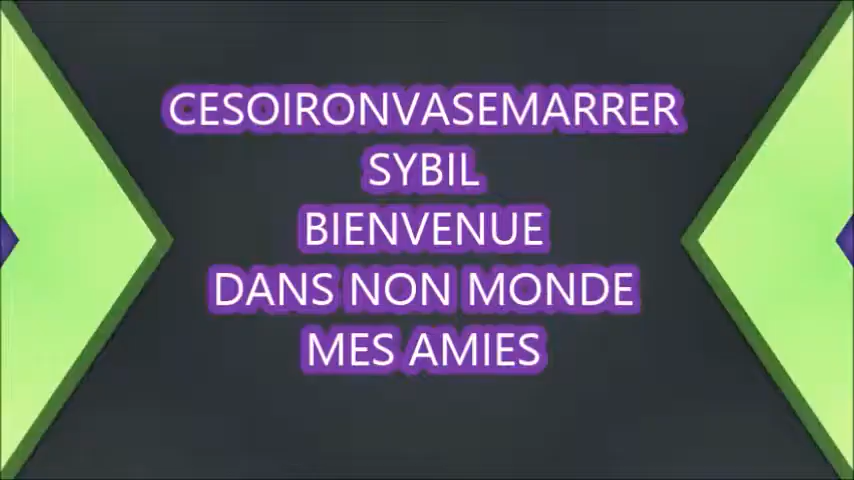 CESOIRONVASEMARRER
SYBIL
BIENVENUE
DANS NON MONDE
MES AMIES